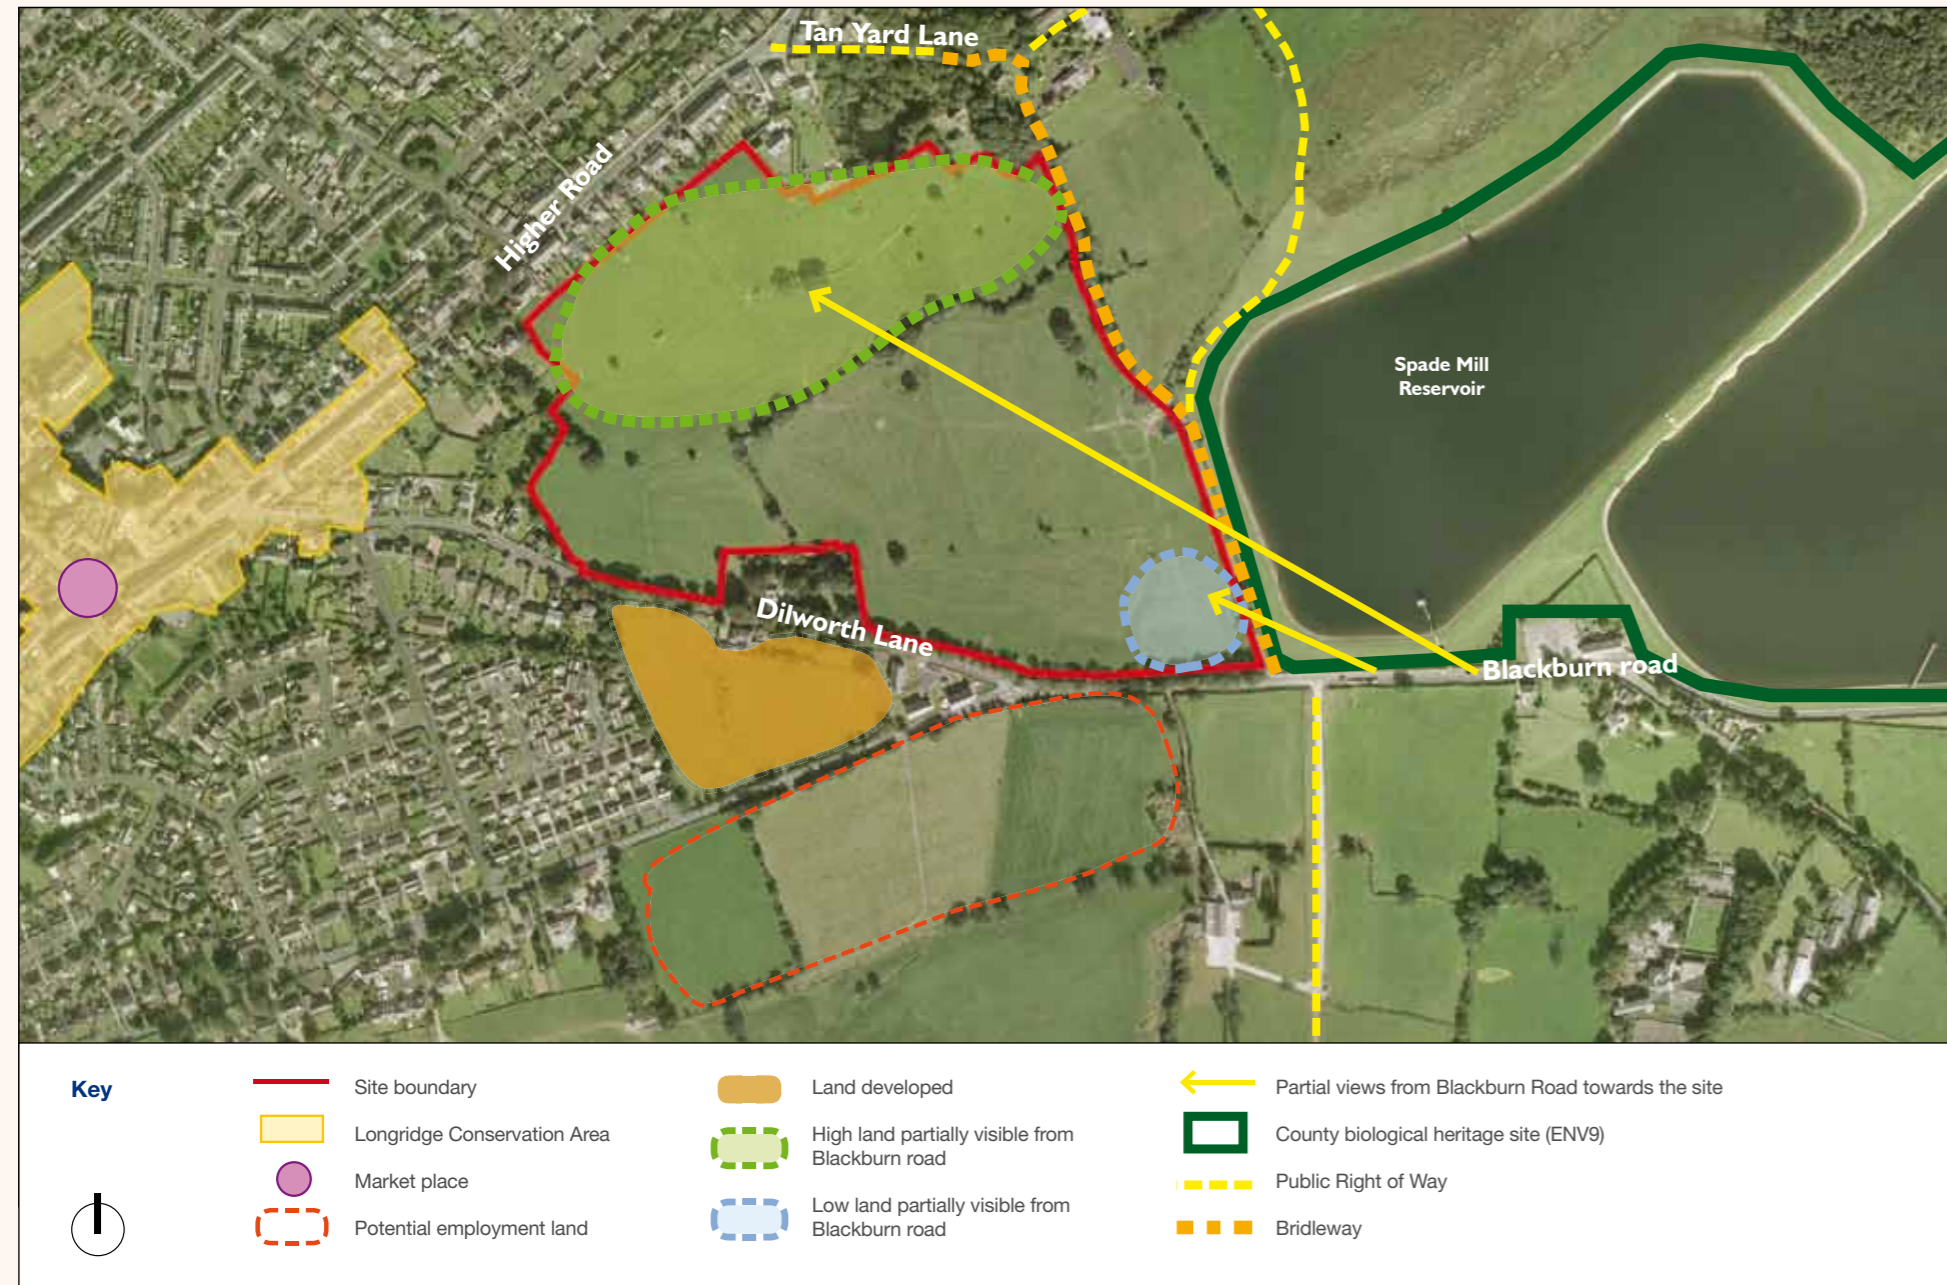 Tan Yard Lane
Higher Road
Spade Mill
Reservoir
Dilworth Lane
Blackburn road
Key
Site boundary
Longridge Conservation Area
Market place
Potential employment land
Land developed
High land partially visible from
Blackburn road
Low land partially visible from
Blackburn road
Partial views from Blackburn Road towards the site
County biological heritage site (ENV9)
Public Right of Way
Bridleway